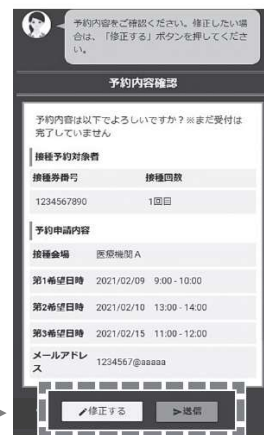 予約内容をご確認ください。修正したい場
合は、「修正する」ボタンを押してくださ
い。
予約内容確認
予約内容は以下でよろしいですか？※まだ受付は
完了していません
接種予約対象者
接種券番号 接種回数
1234567890 1回目
予約申請内容
接種会場 医療機関A
第1希望日時 2021/02/09 9:00-10:00
第2希望日時 2021/02/10 13:00-14:00
第3希望日時 2021/02/15 11:00-12:00
メールアドレ
ス 1234567@aaaaa
修正する 送信